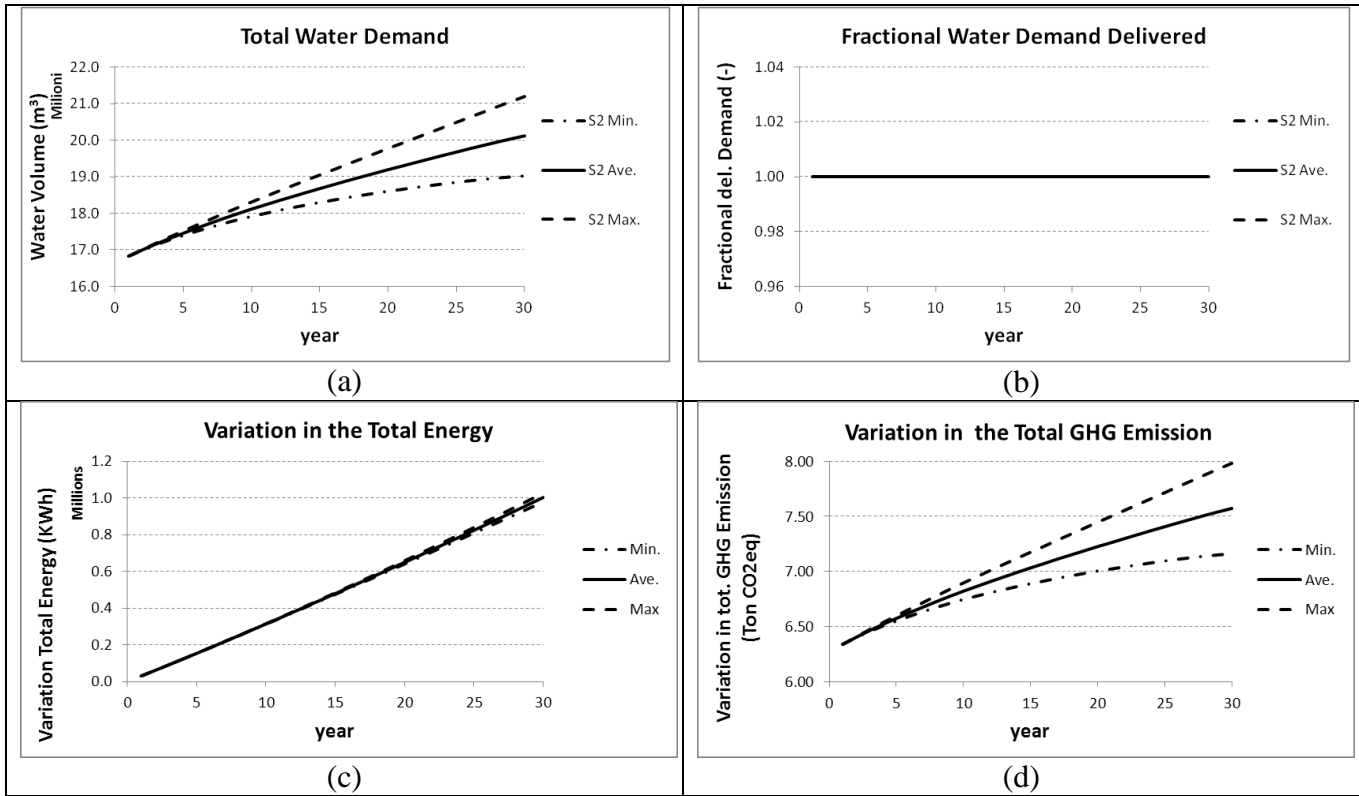 Total Water Demand
Water Volume (m³)
Milioni
22.0
21.0
20.0
19.0
18.0
17.0
16.0
0 5 10 15 20 25 30
year
S2 Min.
S2 Ave.
S2 Max.
(a)
Fractional Water Demand Delivered
Fractional del. Demand (-)
1.04
1.02
1.00
0.98
0.96
0 5 10 15 20 25 30
year
S2 Min.
S2 Ave.
S2 Max.
(b)
Variation in the Total Energy
Variation Total Energy (KWh)
Millions
1.2
1.0
0.8
0.6
0.4
0.2
0.0
0 5 10 15 20 25 30
year
Min.
Ave.
Max
(c)
Variation in the Total GHG Emission
Variation in tot. GHG Emission
(Ton CO2eq)
8.00
7.50
7.00
6.50
6.00
0 5 10 15 20 25 30
year
Min.
Ave.
Max
(d)